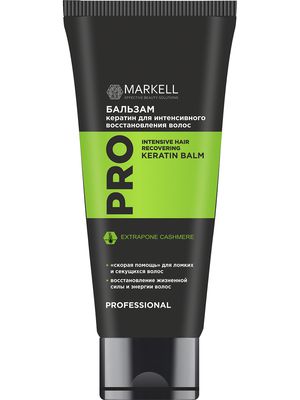 MARKELL
EFFECTIVE BEAUTY SOLUTIONS
БАЛЬЗАМ
кератин для интенсивного
восстановления волос
PRO
INTENSIVE HAIR
RECOVERING
KERATIN BALM
EXTRAPONE CASHMERE
• «скорая помощь» для ломких
и секущихся волос
• восстановление жизненной
силы и энергии волос
PROFESSIONAL